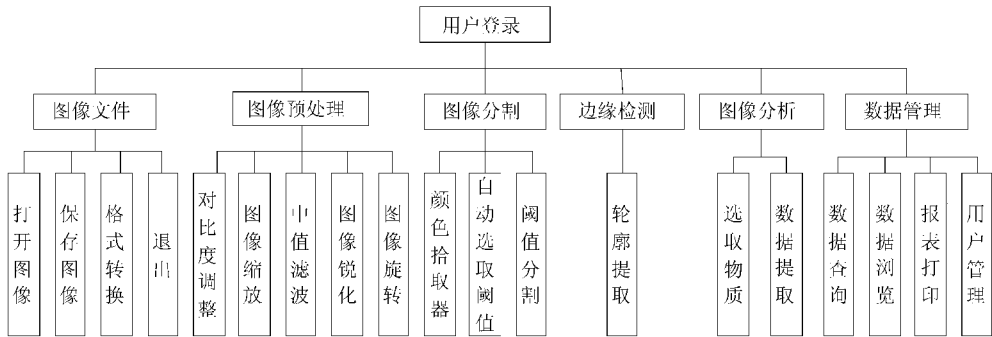 用户登录
图像文件
图像预处理
图像分割
边缘检测
图像分析
数据管理
打开图像
保存图像
格式转换
退出
对比度调整
图像缩放
中值滤波
图像锐化
图像旋转
颜色拾取器
自动选取阈值
阈值分割
轮廓提取
选取物质
数据提取
数据查询
数据浏览
报表打印
用户管理